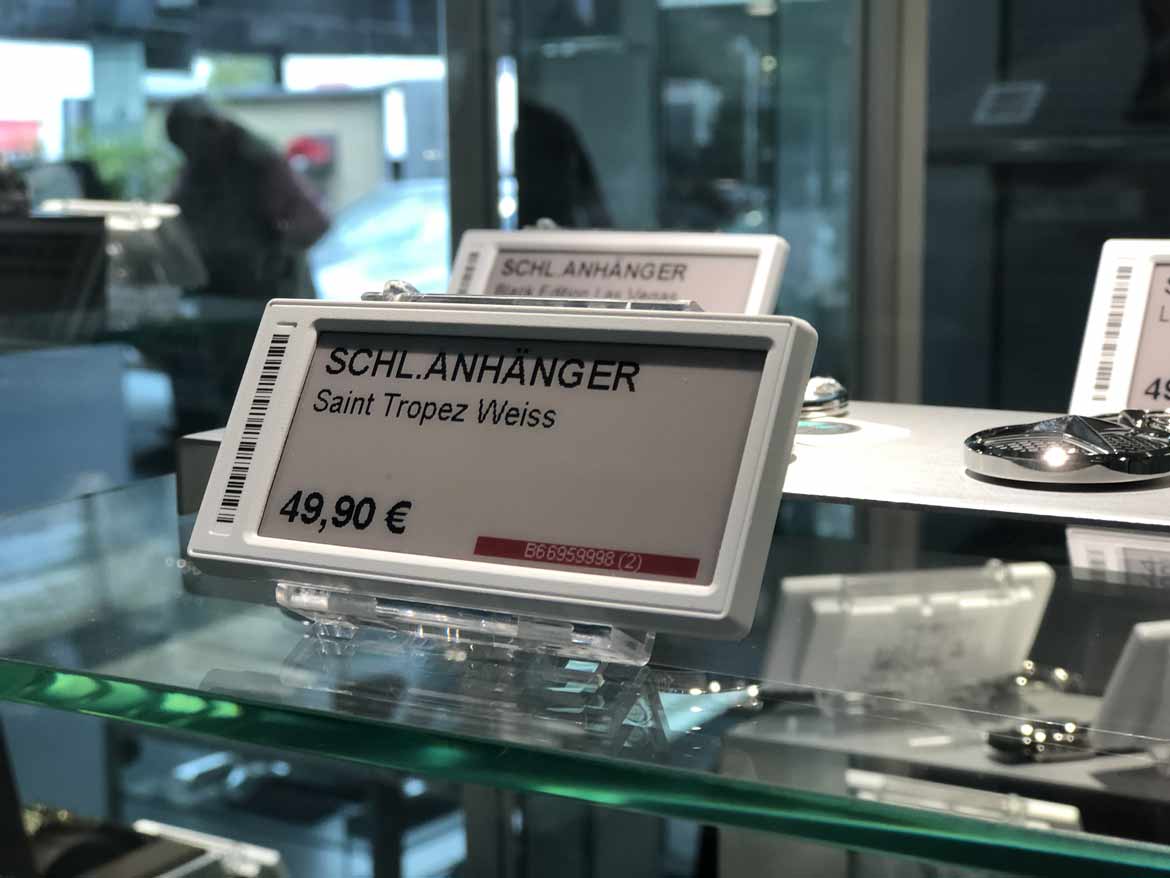 SCHL.ANHÄNGER
Black Edition Las Vegas
SCHL.ANHÄNGER
Saint Tropez Weiss
49,90 €
B66959998 (2)